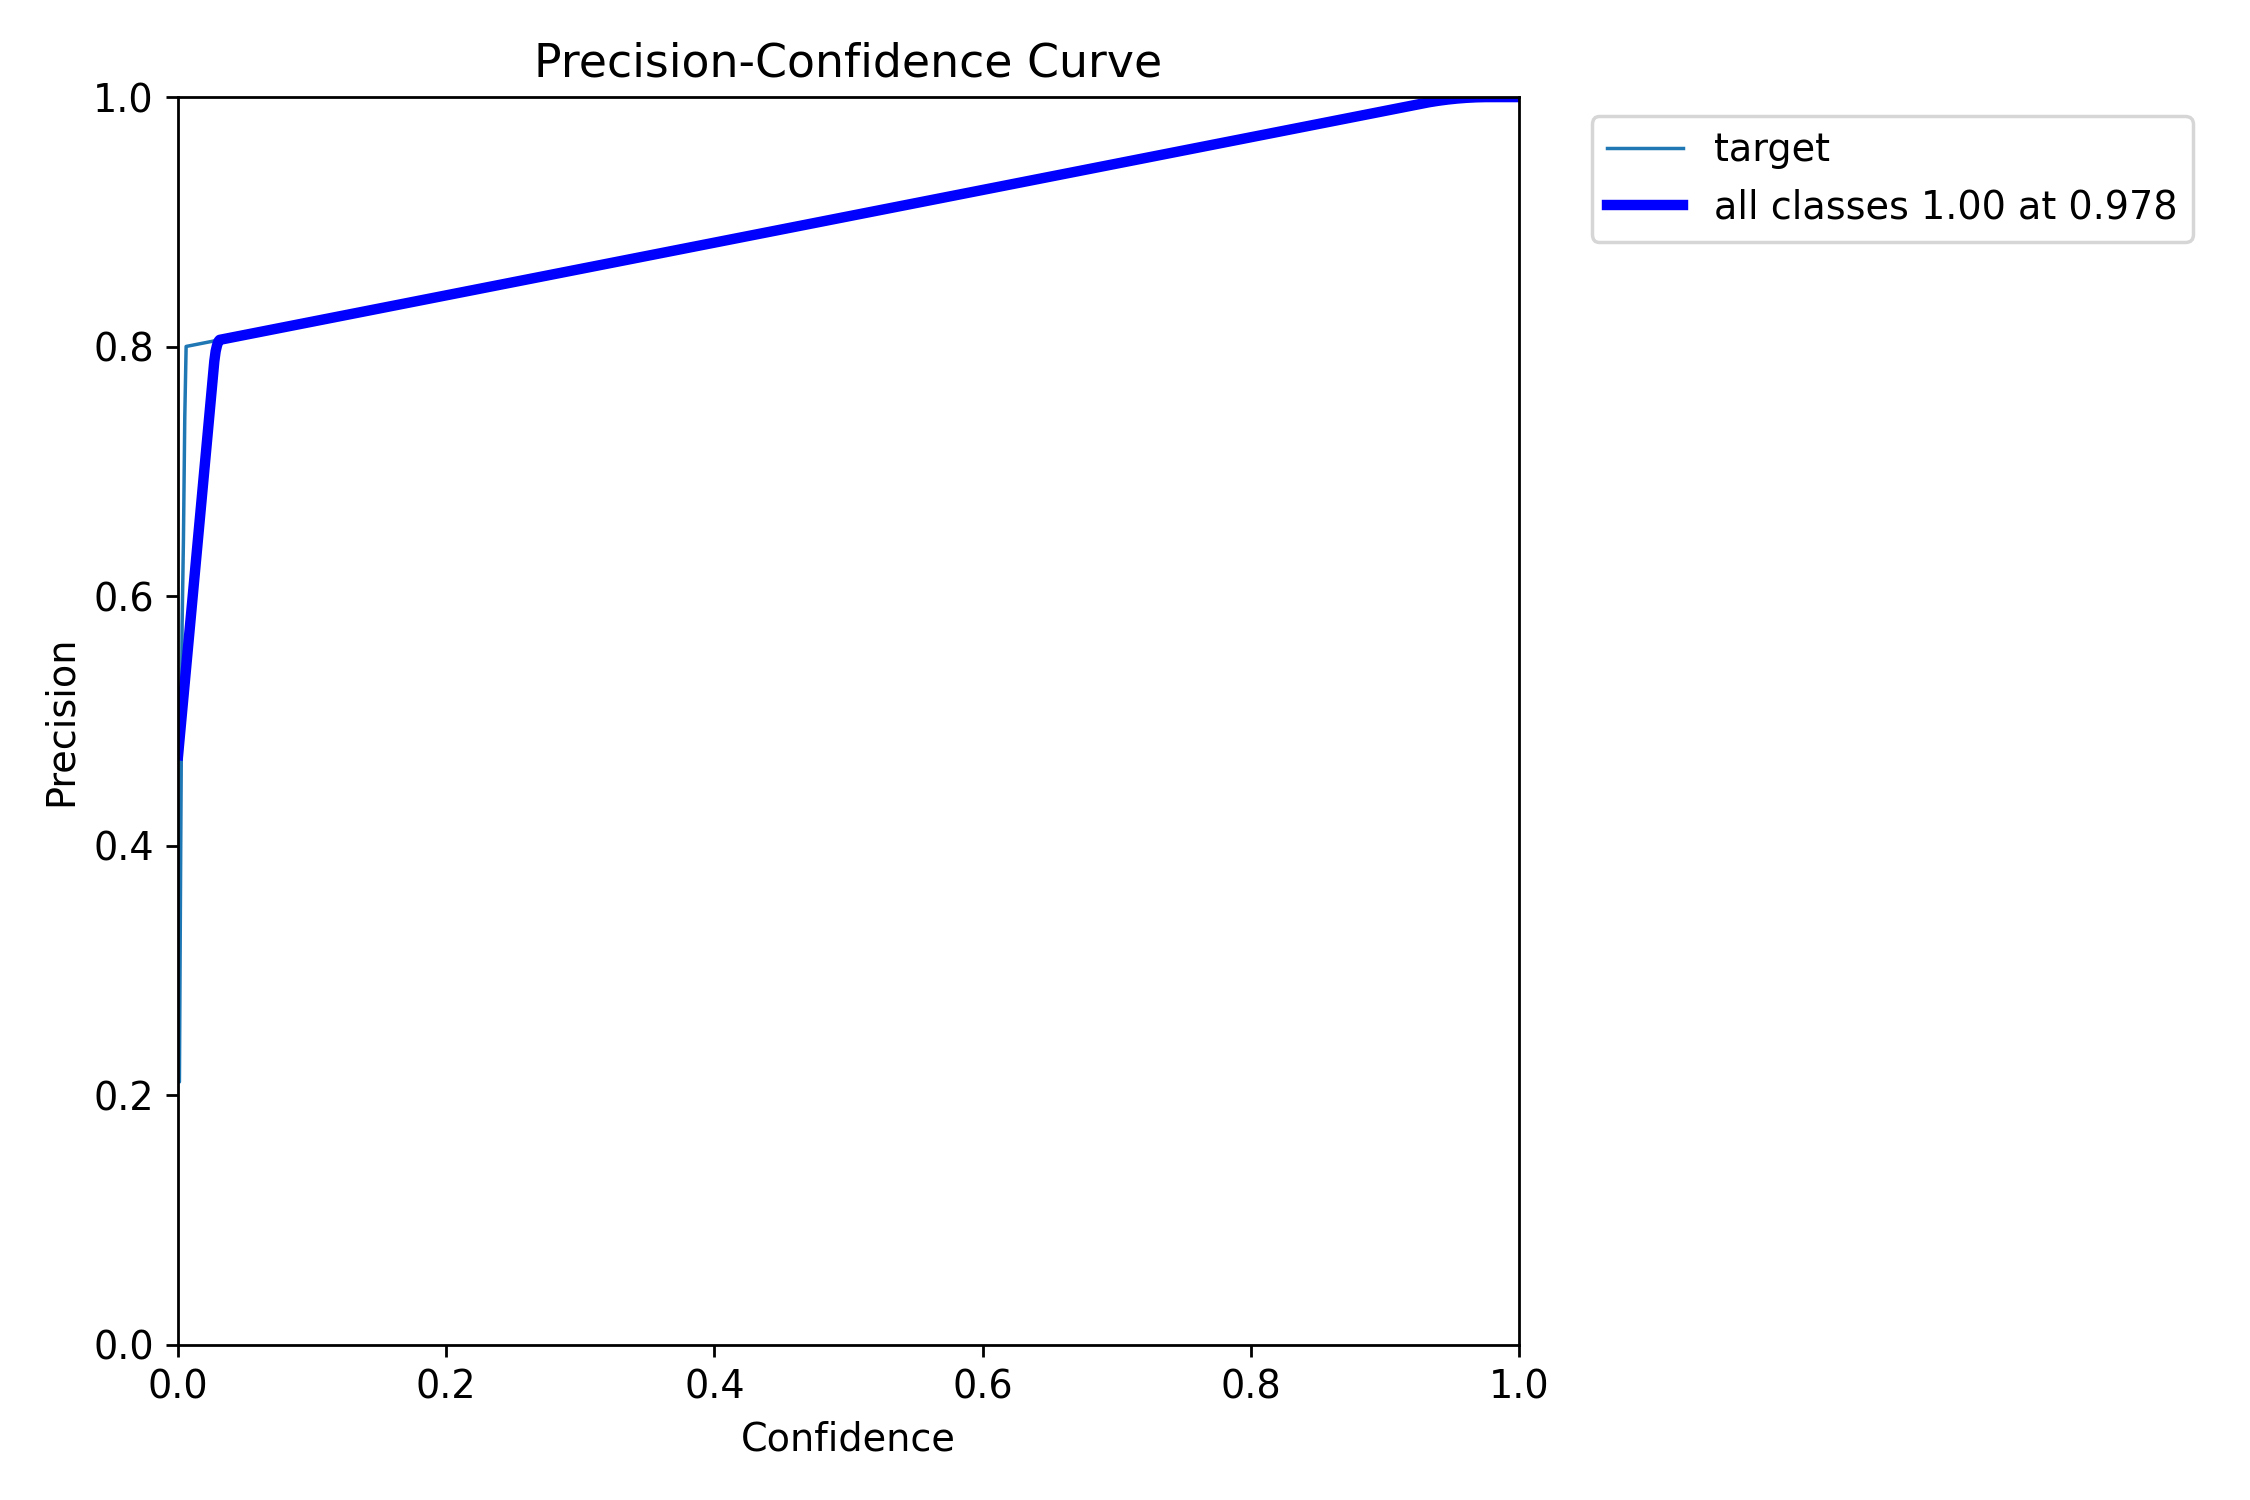 Precision-Confidence Curve
target
all classes 1.00 at 0.978
1.0
0.8
0.6
0.4
0.2
0.0
Precision
0.0 0.2 0.4 0.6 0.8 1.0
Confidence